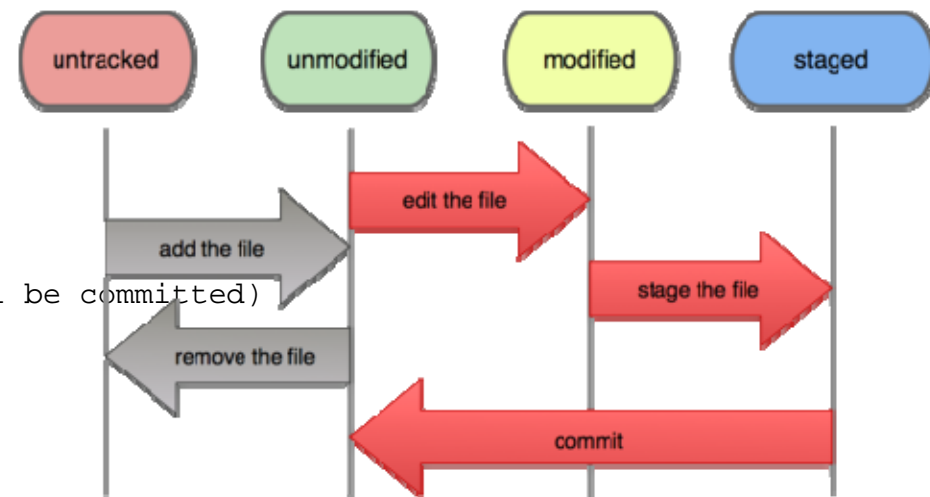 untracked
unmodified
modified
staged
edit the file
add the file
stage the file
be committed)
remove the file
commit